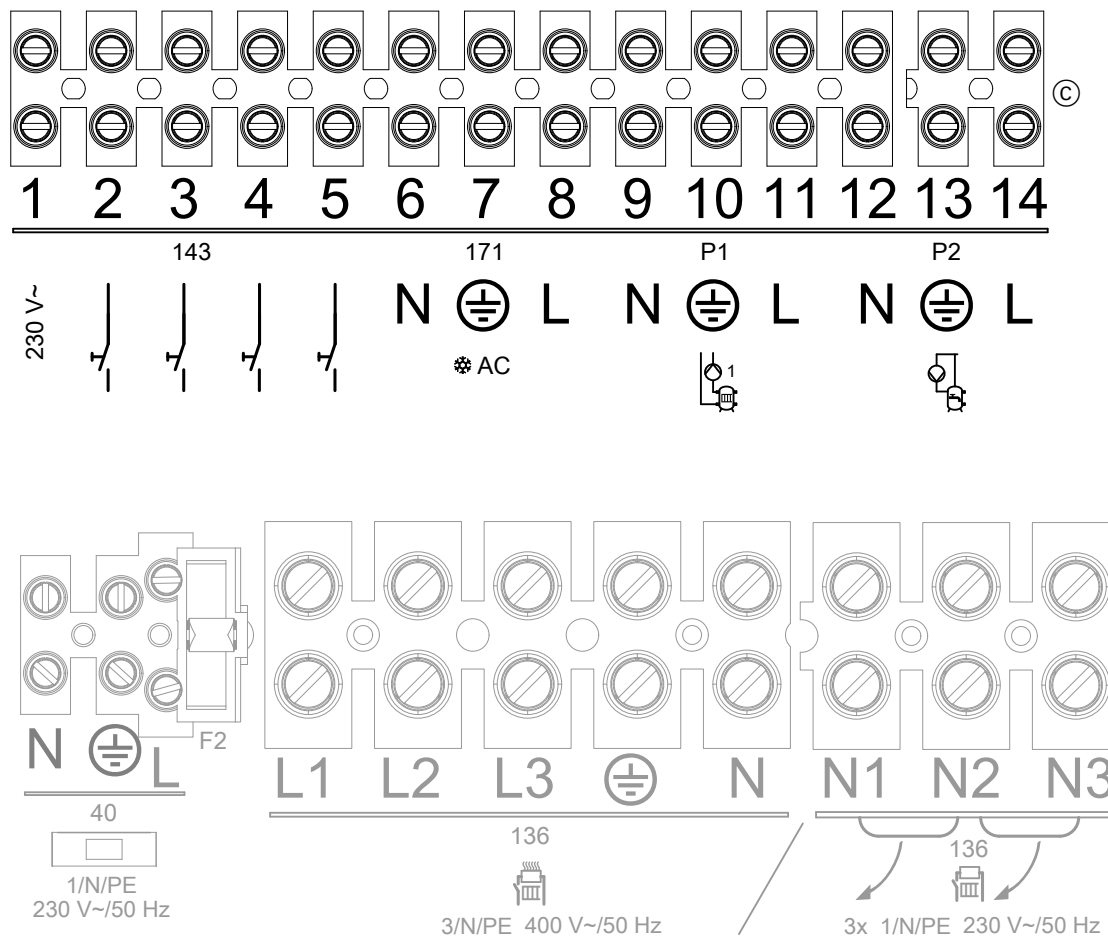 ©
1 2 3 4 5 6 7 8 9 10 11 12 13 14
143 171 P1 P2
230 V~ N L N L N L
AC 1
F2
N L L1 L2 L3 N N1 N2 N3
40 136 136
1/N/PE
230 V~/50 Hz
3/N/PE 400 V~/50 Hz 3x 1/N/PE 230 V~/50 Hz